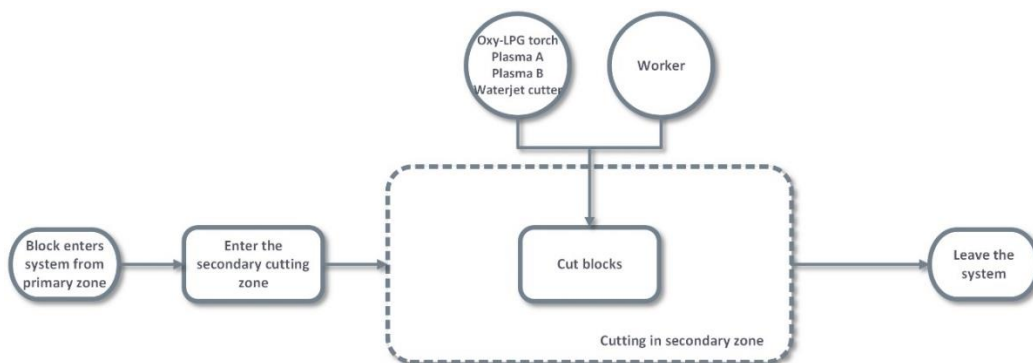 Oxy-LPG torch
Plasma A
Plasma B
Waterjet cutter
Worker
Block enters
system from
primary zone
Enter the
secondary cutting
zone
Cut blocks
Leave the
system
Cutting in secondary zone